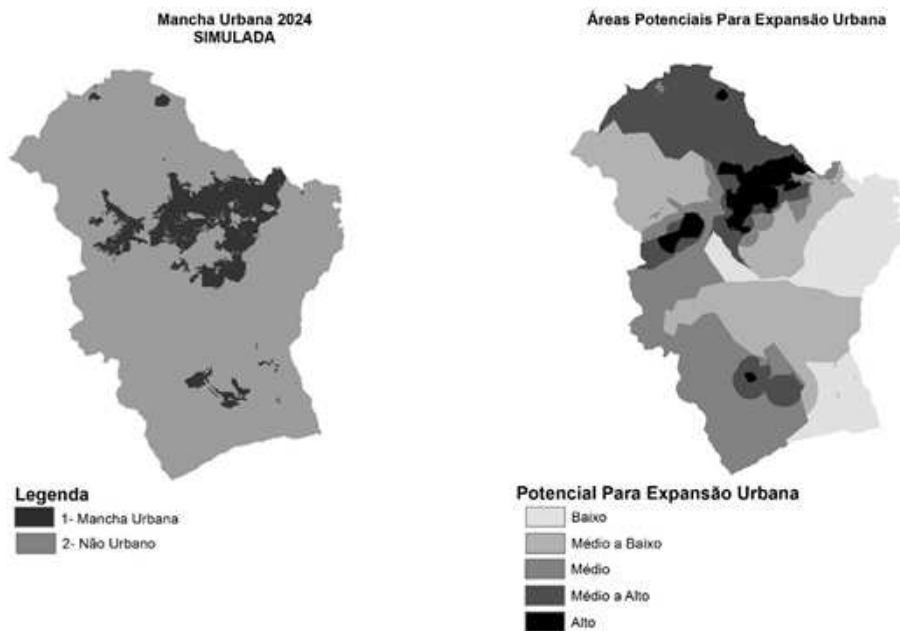 Mancha Urbana 2024
SIMULADA
Legenda
1- Mancha Urbana
2- Não Urbano
Áreas Potenciais Para Expansão Urbana
Potencial Para Expansão Urbana
Baixo
Médio a Baixo
Médio
Médio a Alto
Alto